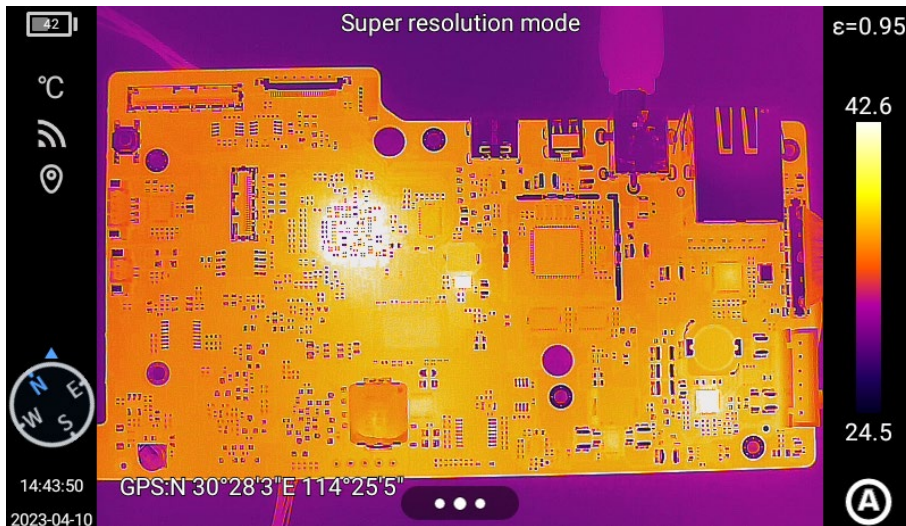 42
Super resolution mode
ε=0.95
°C
42.6
24.5
N
E
W
S
14:43:50
GPS:N 30°28'3"E 114°25'5"
2023-04-10
A